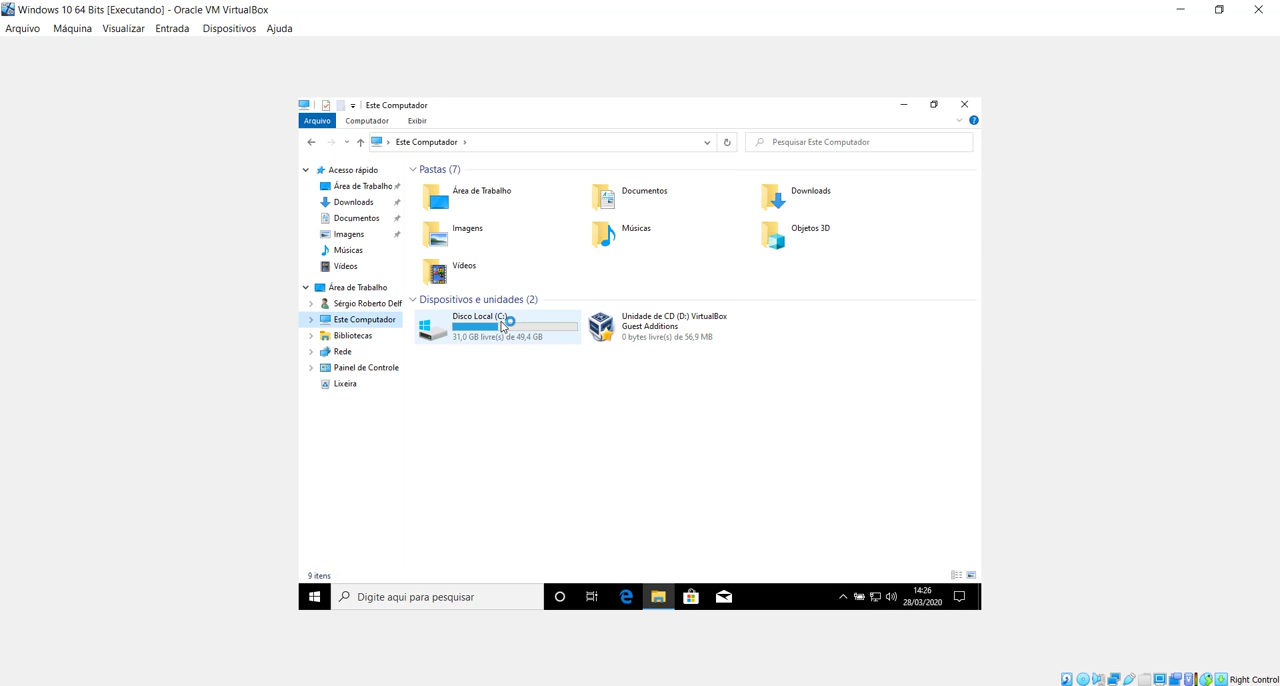 Windows 10 64 Bits [Executando] - Oracle VM VirtualBox
Arquivo Máquina Visualizar Entrada Dispositivos Ajuda
Este Computador
Arquivo Computador Exibir
Este Computador
Pesquisar Este Computador
Acesso rápido
Área de Trabalho
Downloads
Documentos
Imagens
Músicas
Vídeos
Área de Trabalho
Sérgio Roberto Delf
Este Computador
Bibliotecas
Rede
Painel de Controle
Lixeira
Pastas (7)
Área de Trabalho
Documentos
Downloads
Imagens
Músicas
Objetos 3D
Vídeos
Dispositivos e unidades (2)
Disco Local (C:)
31,0 GB livre(s) de 49,4 GB
Unidade de CD (D:) VirtualBox
Guest Additions
0 bytes livre(s) de 56,9 MB
9 itens
Digite aqui para pesquisar
14:26
28/03/2020
Right Control